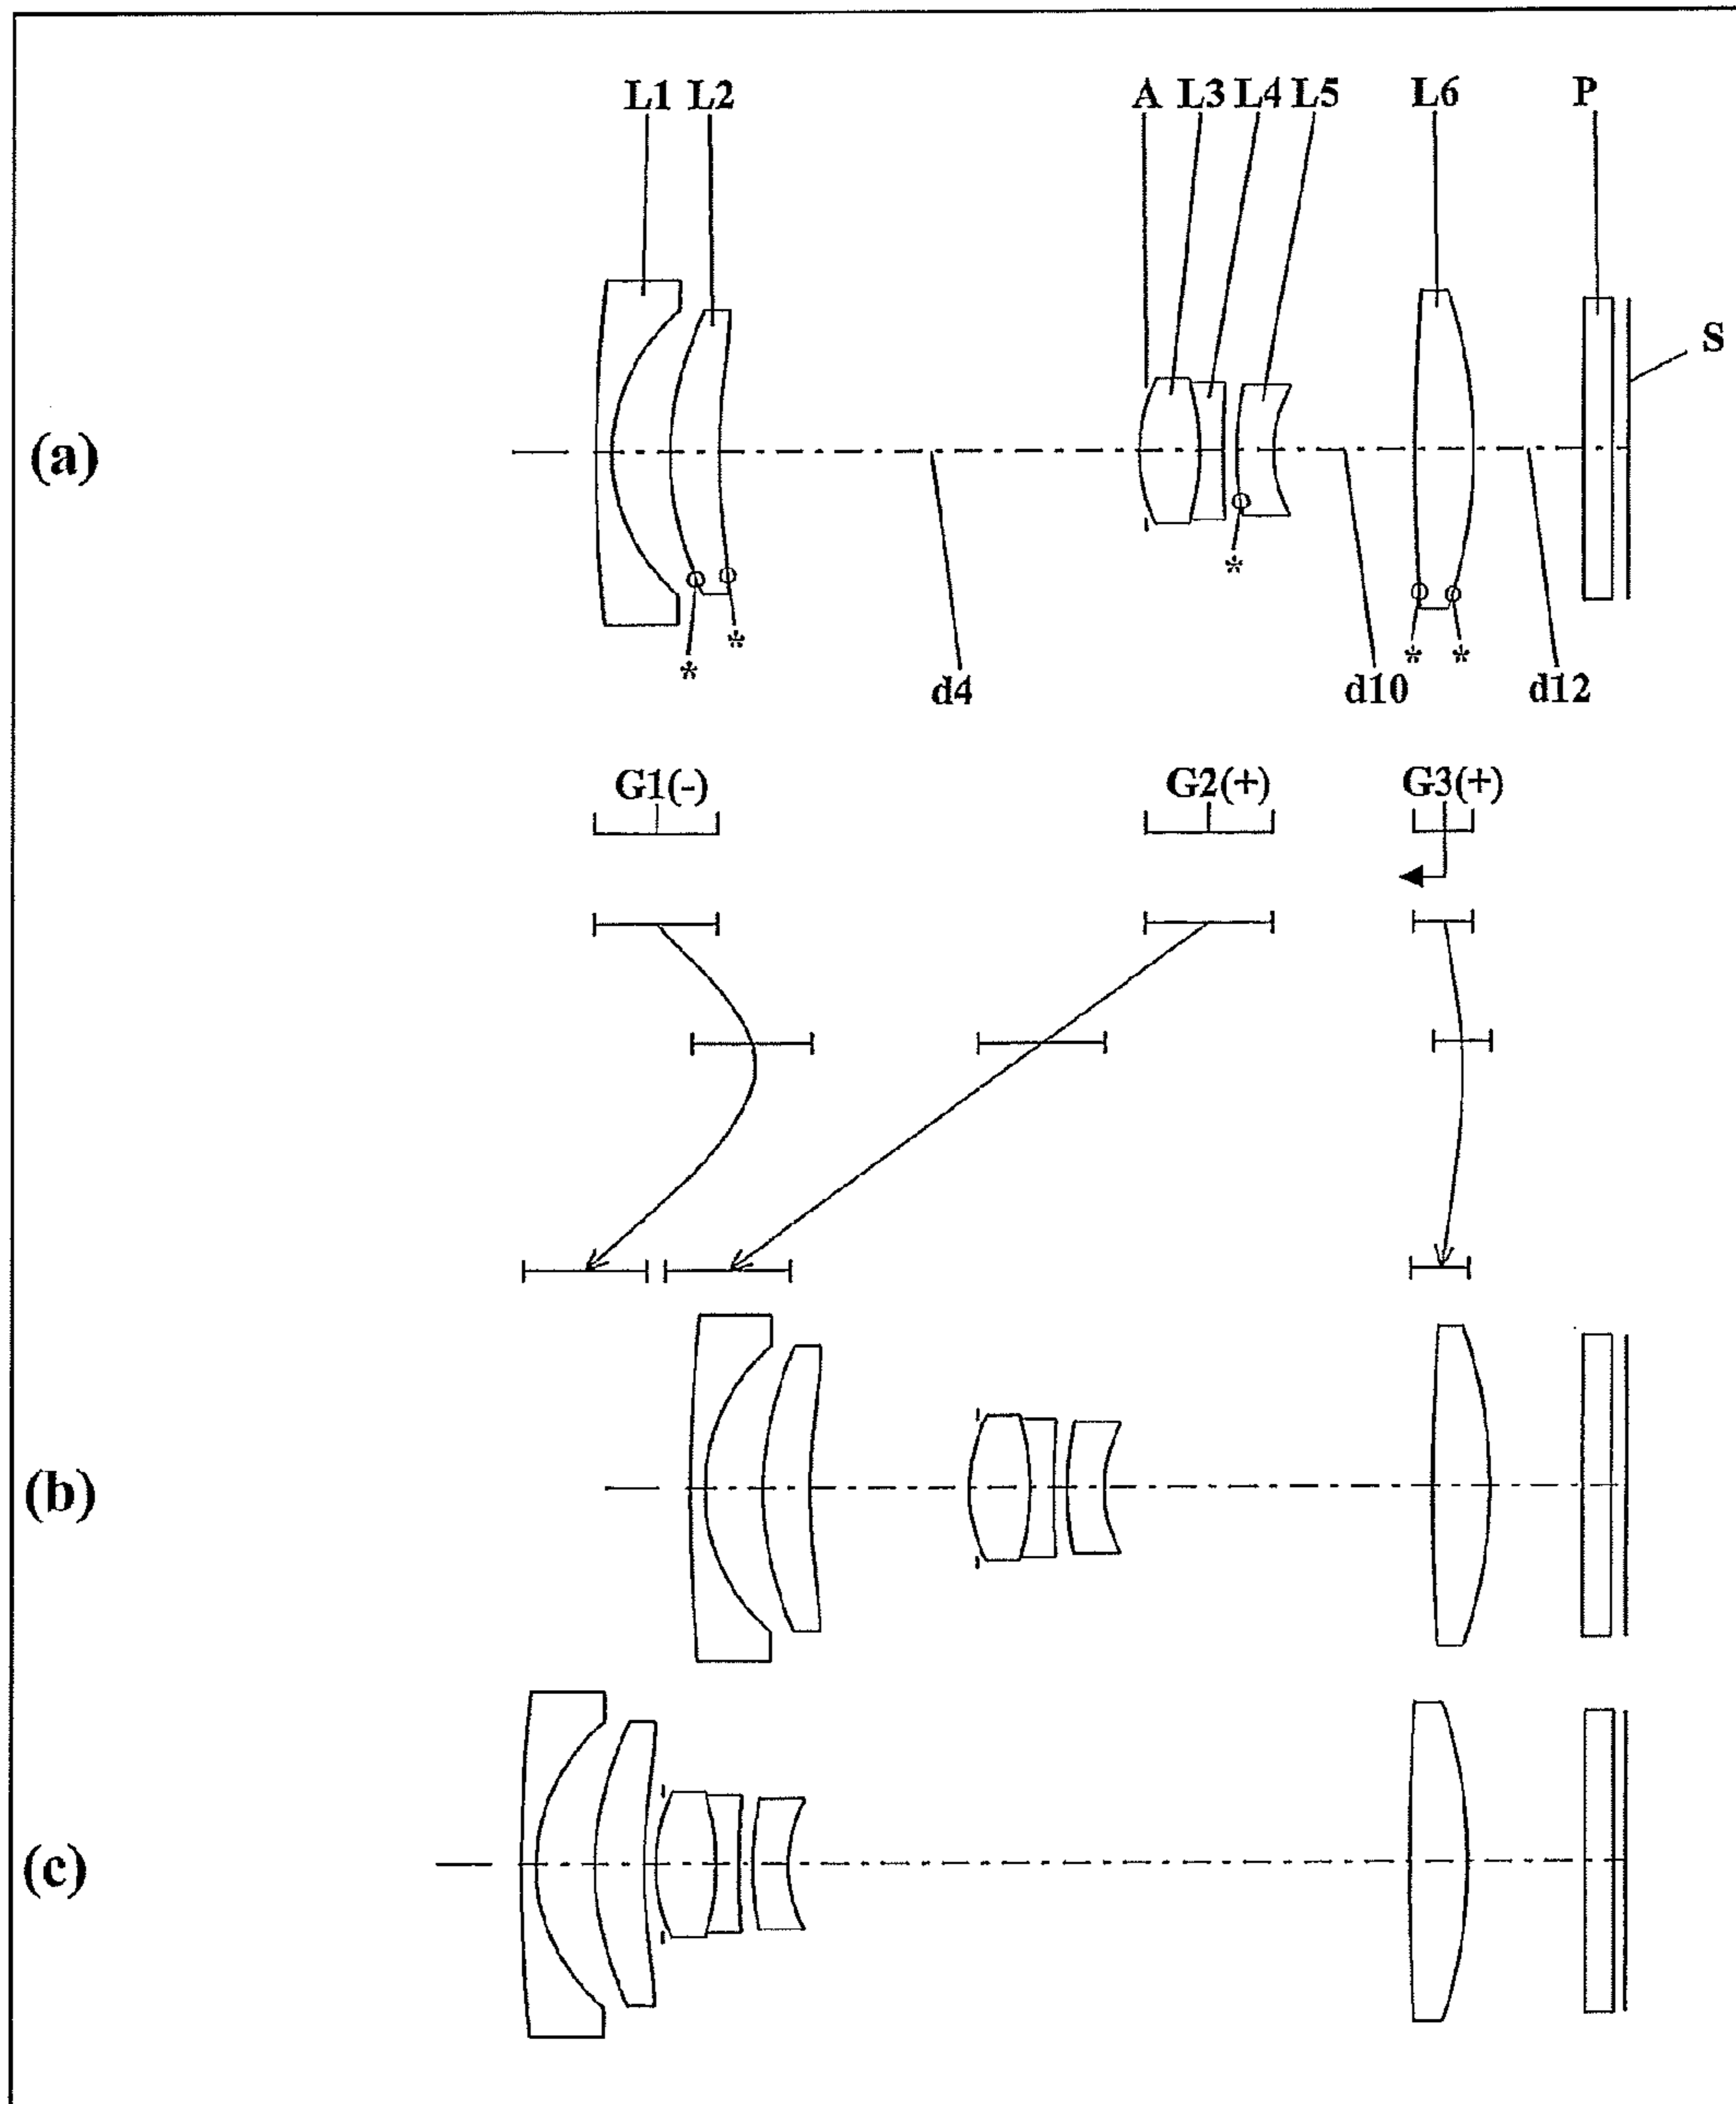 L1 L2 A L3 L4 L5 L6 P
S
(a)
* * * * *
d4 d10 d12
G1(-) G2(+) G3(+)
(b)
(c)